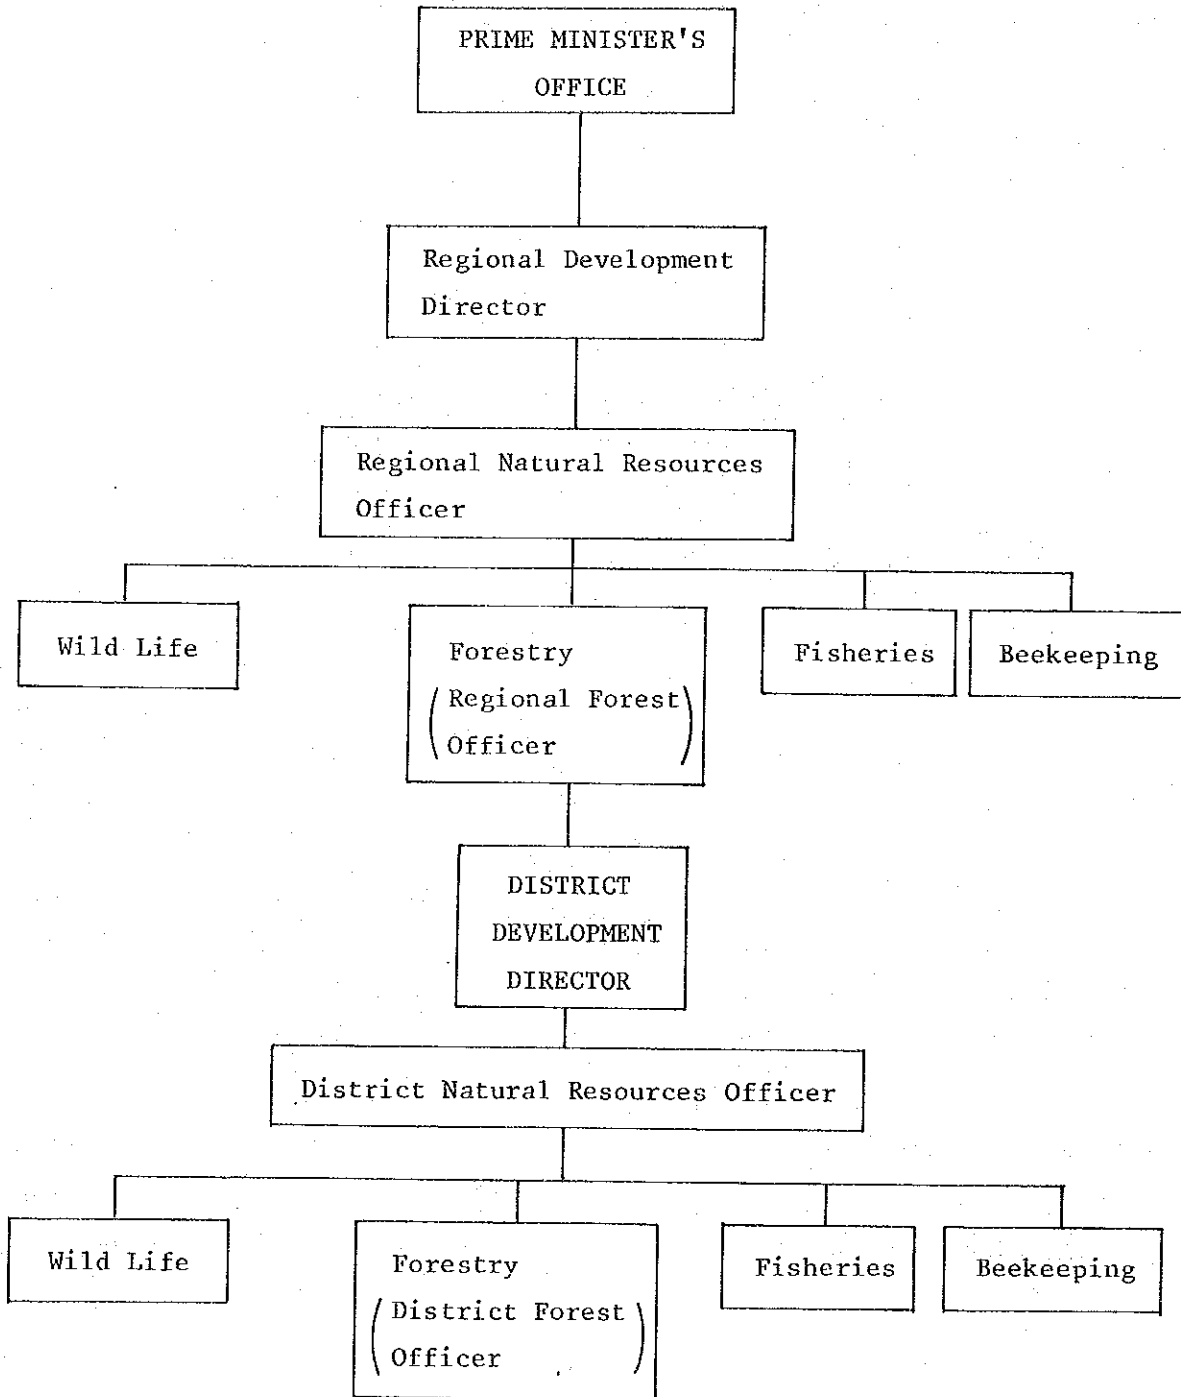 PRIME MINISTER'S
OFFICE
Regional Development
Director
Regional Natural Resources
Officer
Wild Life
Forestry
(Regional Forest
Officer)
Fisheries
Beekeeping
DISTRICT
DEVELOPMENT
DIRECTOR
District Natural Resources Officer
Wild Life
Forestry
(District Forest
Officer)
Fisheries
Beekeeping